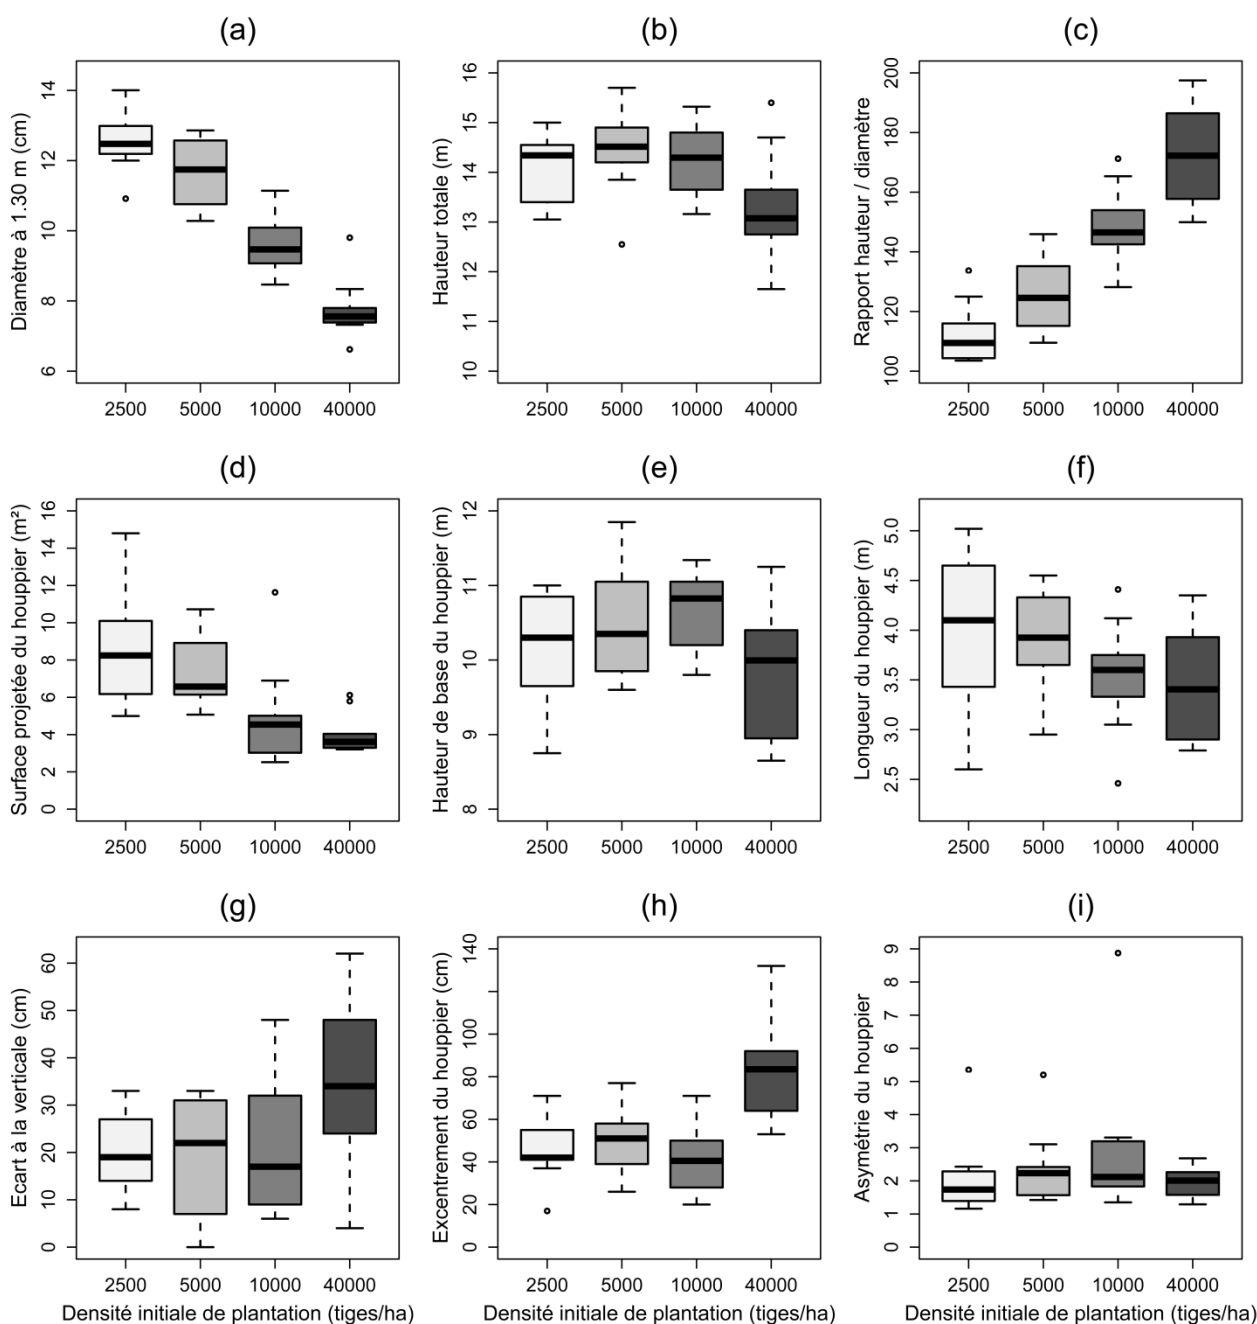 (a)
Diamètre à 1.30 m (cm)
14
12
10
8
6
2500 5000 10000 40000
(b)
Hauteur totale (m)
16
15
14
13
12
11
10
2500 5000 10000 40000
(c)
Rapport hauteur / diamètre
200
180
160
140
120
100
2500 5000 10000 40000
(d)
Surface projetée du houppier (m²)
16
14
12
10
8
6
4
2
0
2500 5000 10000 40000
(e)
Hauteur de base du houppier (m)
12
11
10
9
8
2500 5000 10000 40000
(f)
Longueur du houppier (m)
5.0
4.5
4.0
3.5
3.0
2.5
2500 5000 10000 40000
(g)
Ecart à la verticale (cm)
60
50
40
30
20
10
0
2500 5000 10000 40000
Densité initiale de plantation (tiges/ha)
(h)
Excentrement du houppier (cm)
140
100
80
60
40
20
0
2500 5000 10000 40000
Densité initiale de plantation (tiges/ha)
(i)
Asymétrie du houppier
9
8
7
6
5
4
3
2
1
0
2500 5000 10000 40000
Densité initiale de plantation (tiges/ha)